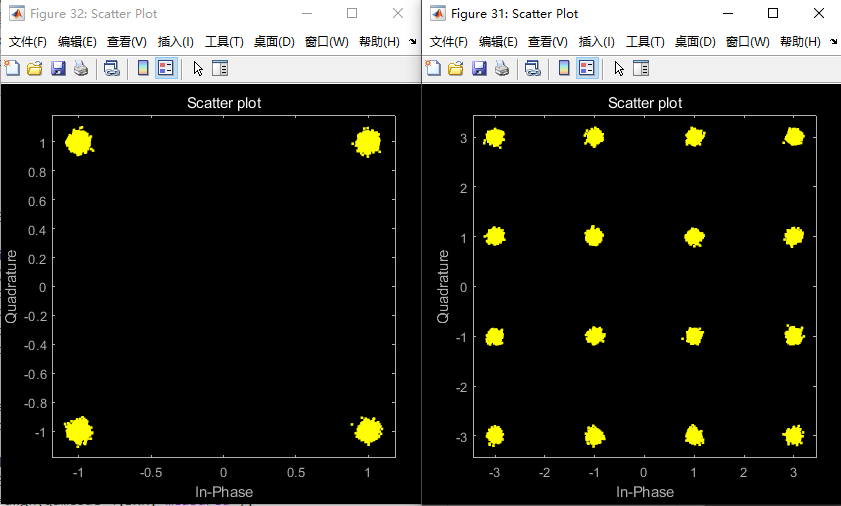 Figure 32: Scatter Plot
文件(F) 编辑(E) 查看(V) 插入(I) 工具(T) 桌面(D) 窗口(W) 帮助(H)
Scatter plot
1
0.8
0.6
0.4
0.2
0
-0.2
-0.4
-0.6
-0.8
-1
Quadrature
-1 -0.5 0 0.5 1
In-Phase
Figure 31: Scatter Plot
文件(F) 编辑(E) 查看(V) 插入(I) 工具(T) 桌面(D) 窗口(W) 帮助(H)
Scatter plot
3
2
1
0
-1
-2
-3
Quadrature
-3 -2 -1 0 1 2 3
In-Phase